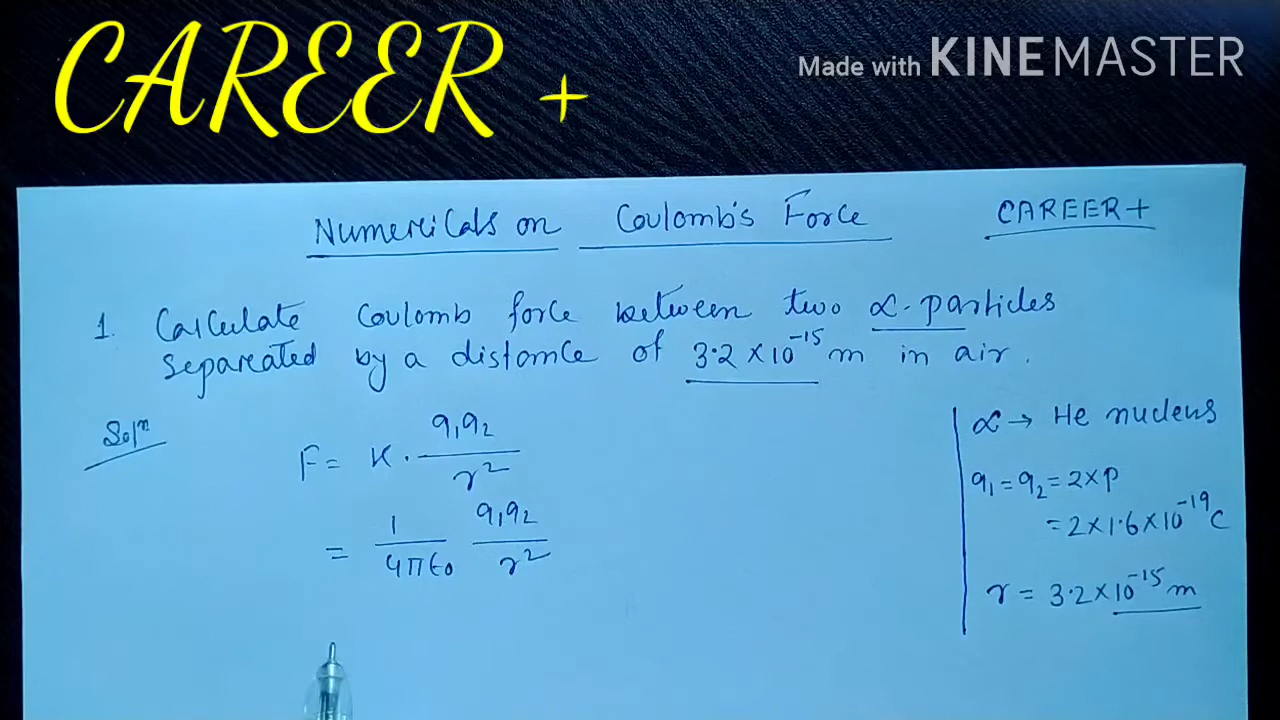 CAREER +
Made with KINEMASTER
Numericals on Coulomb's Force
CAREER+
1. Calculate Coulomb force between two α-particles
separated by a distance of 3.2 × 10⁻¹⁵ m in air.
Solⁿ
F = K · q₁q₂ / r²
= 1 / 4π∈₀ q₁q₂ / r²
α → He nucleus
q₁ = q₂ = 2×p
= 2×1.6×10⁻¹⁹ C
r = 3.2×10⁻¹⁵ m